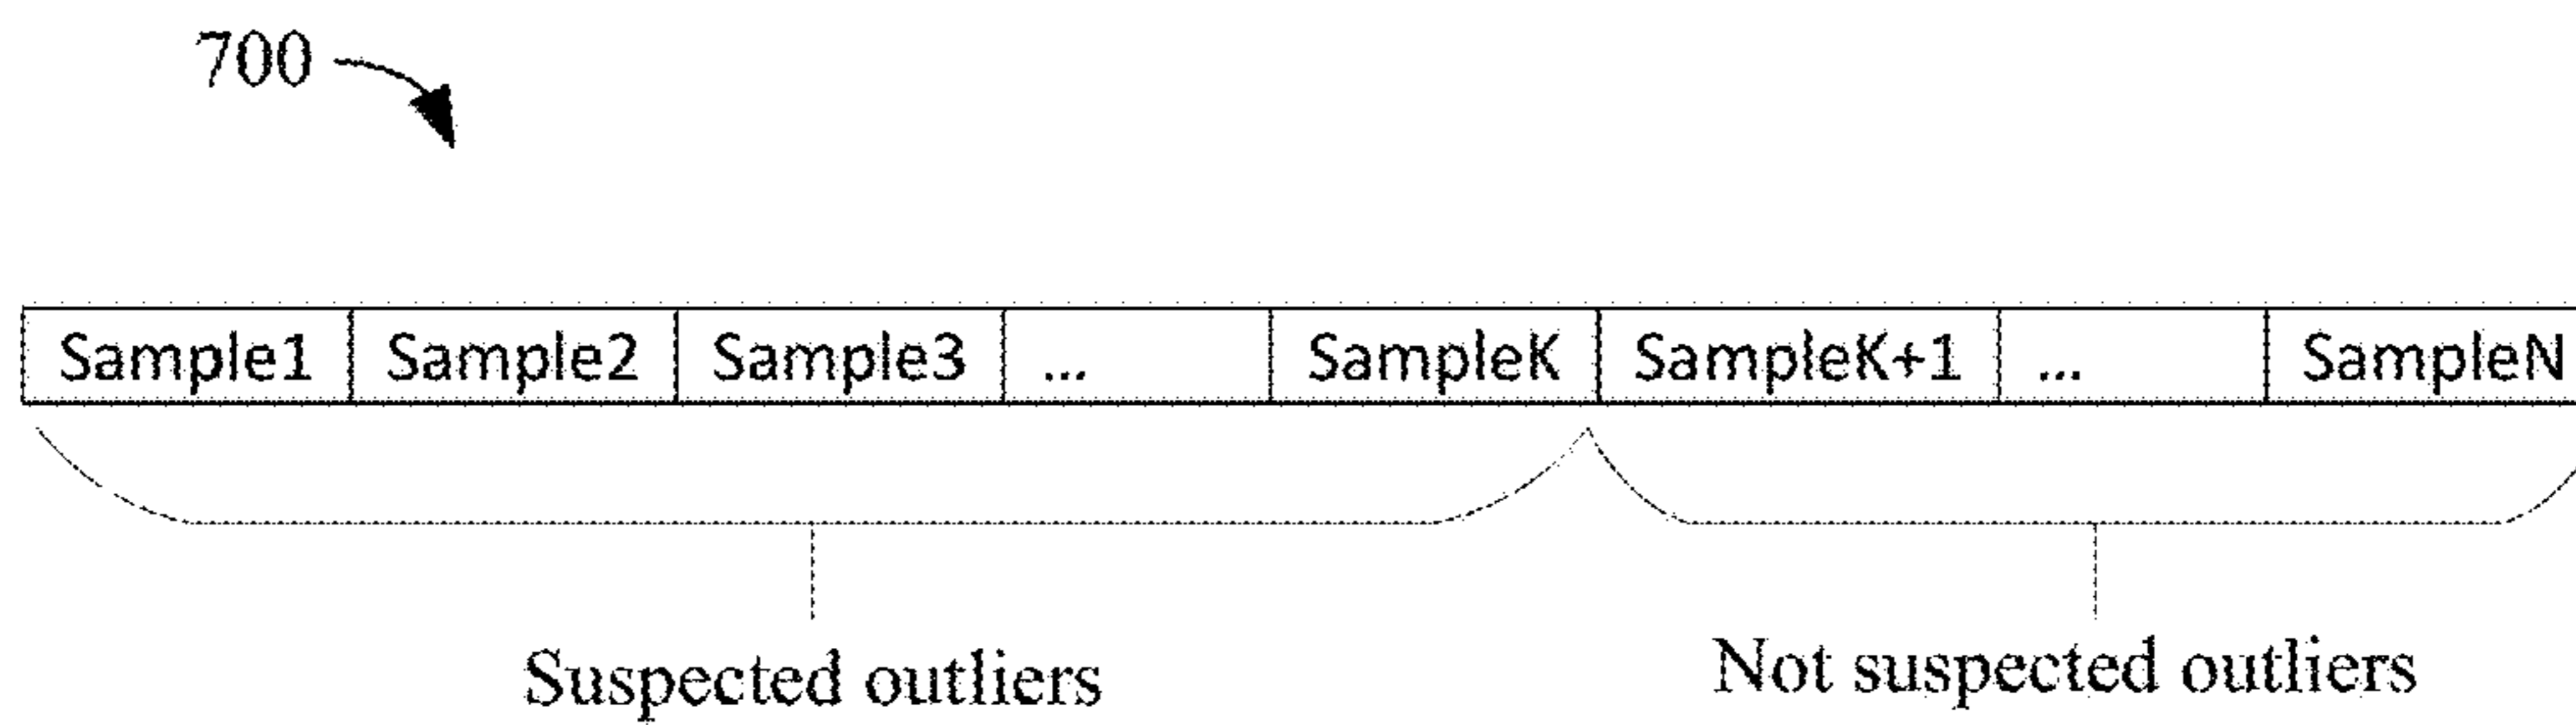 700
Sample1 Sample2 Sample3 ... SampleK SampleK+1 ... SampleN
Suspected outliers Not suspected outliers